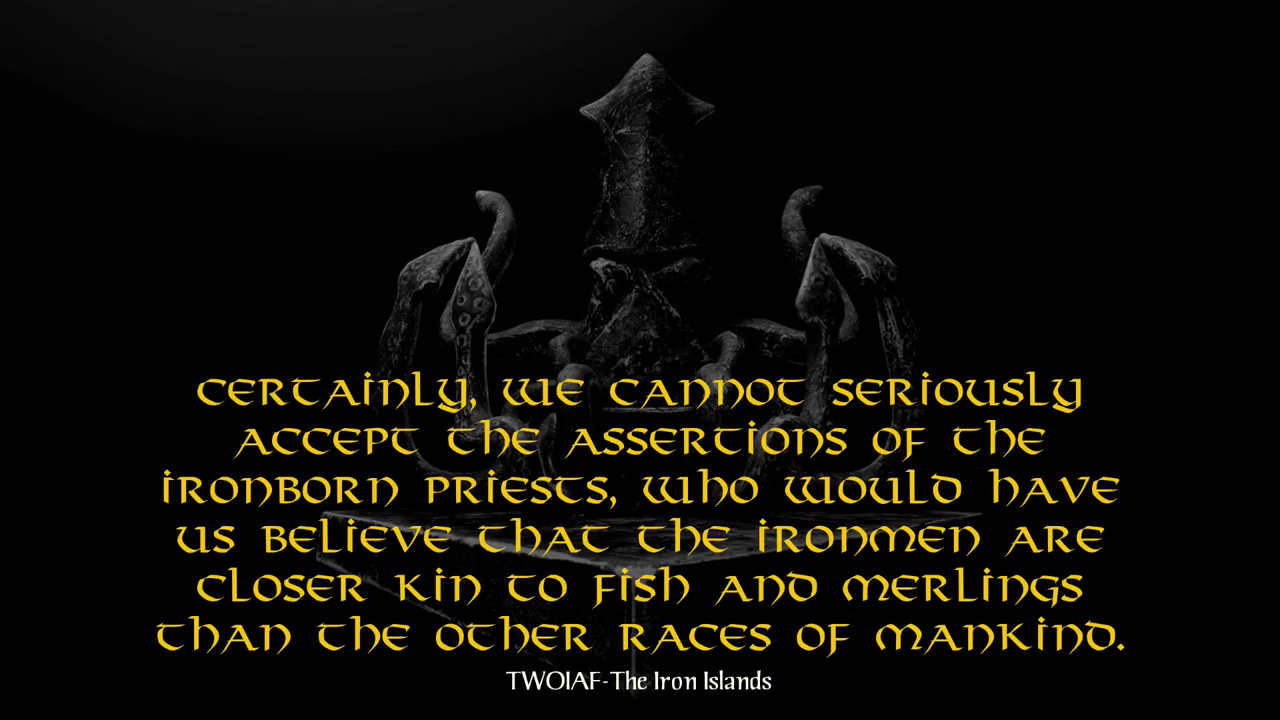 Certainly, we cannot seriously
accept the assertions of the
ironborn priests, who would have
us believe that the ironmen are
closer kin to fish and merlings
than the other races of mankind.
TWOIAF-The Iron Islands